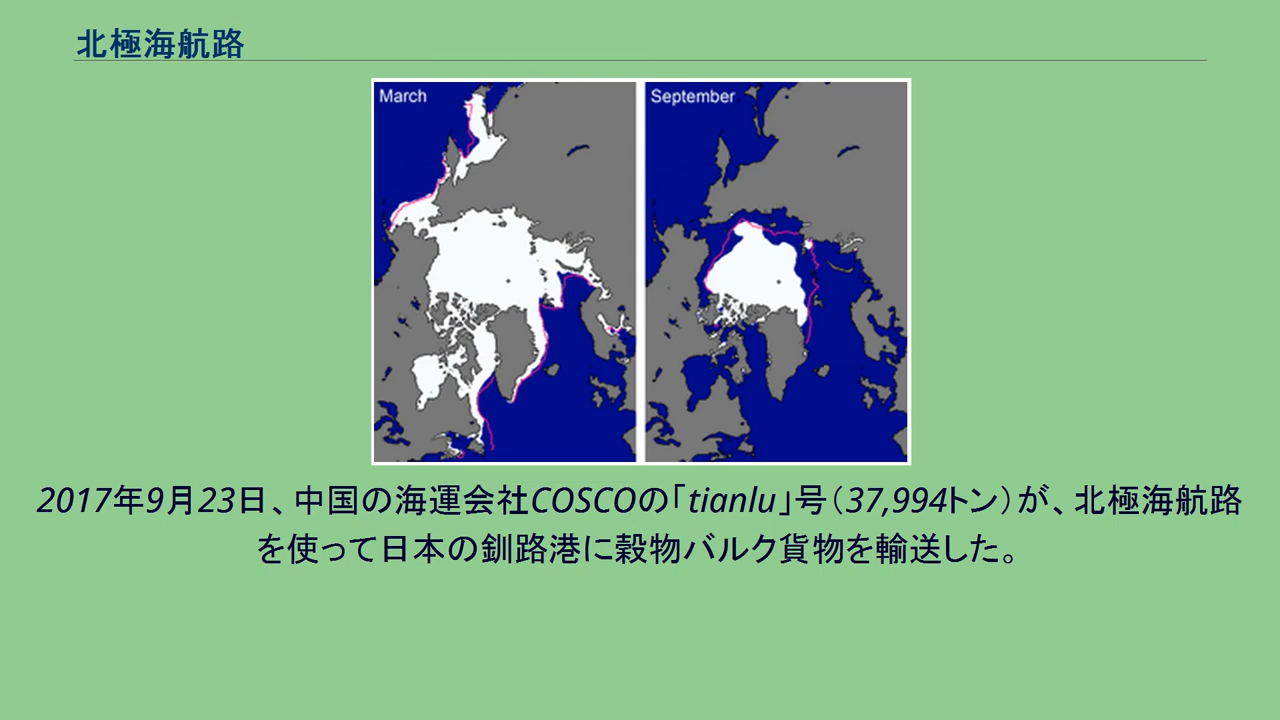 北極海航路
March
September
2017年9月23日、中国の海運会社COSCOの「tianlu」号（37,994トン）が、北極海航路
を使って日本の釧路港に穀物バルク貨物を輸送した。